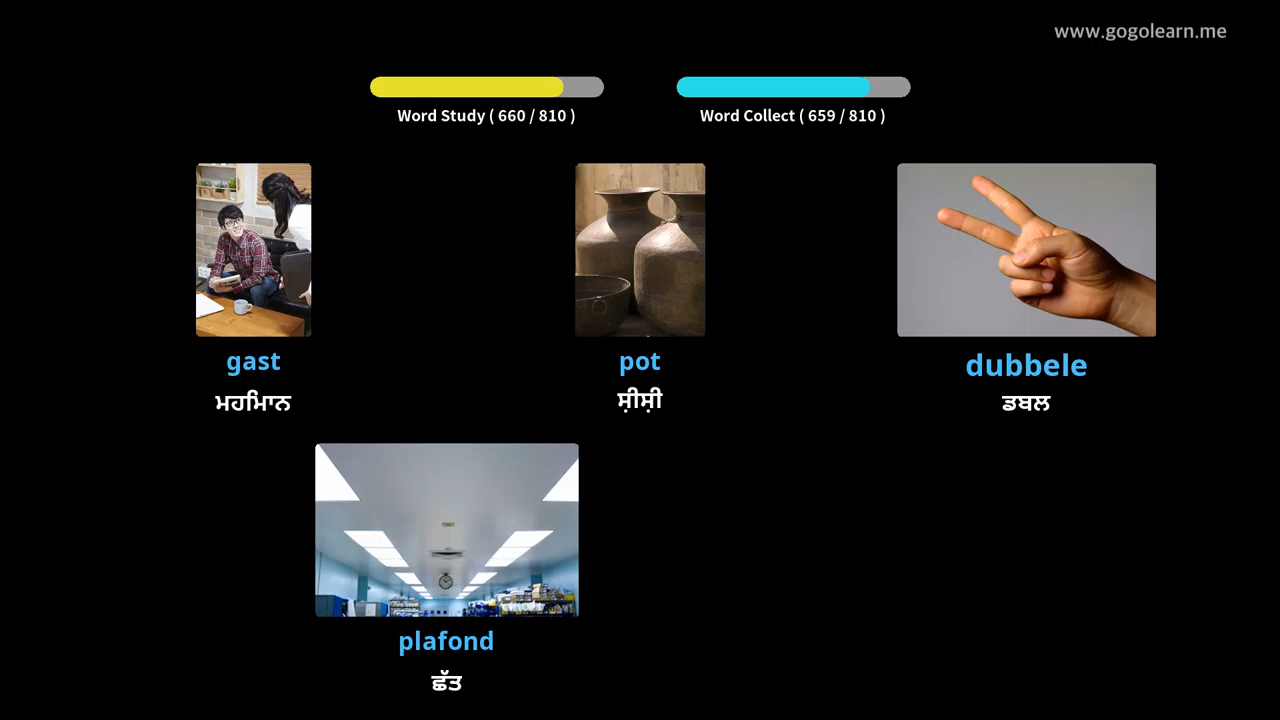 www.gogolearn.me
Word Study ( 660 / 810 )
Word Collect ( 659 / 810 )
gast
ਮਹਿਮਾਨ
pot
ਸ਼ੀਸ਼ੀ
dubbele
ਡਬਲ
plafond
ਛੱਤ